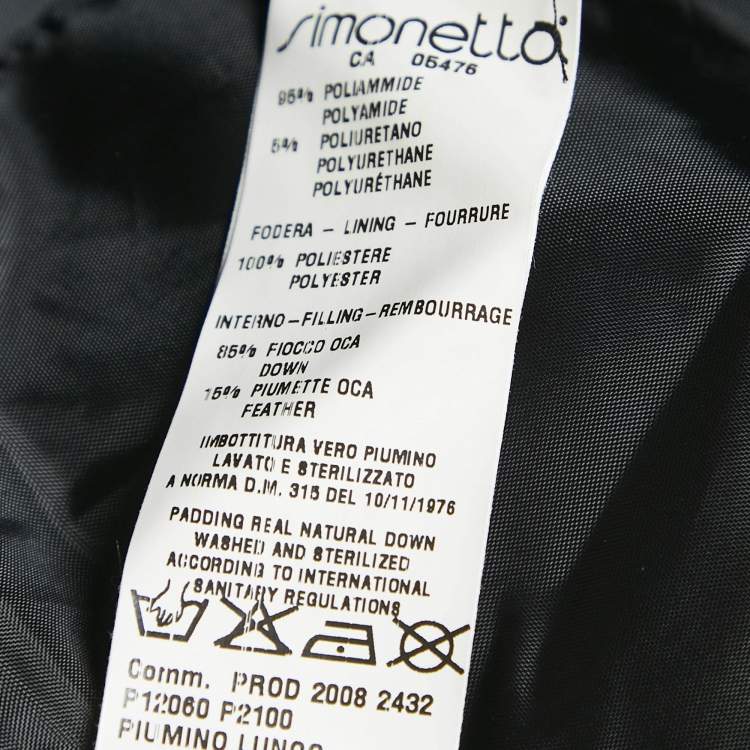 simonetta
CA 05476
95% POLIAMMIDE
POLYAMIDE
5% POLIURETANO
POLYURETHANE
POLYURÉTHANE
FODERA - LINING - FOURRURE
100% POLIESTERE
POLYESTER
INTERNO-FILLING-REMBOURRAGE
85% FIOCCO OCA
DOWN
15% PIUMETTE OCA
FEATHER
IMBOTTITURA VERO PIUMINO
LAVATO E STERILIZZATO
A NORMA D.M. 315 DEL 10/11/1976
PADDING REAL NATURAL DOWN
WASHED AND STERILIZED
ACCORDING TO INTERNATIONAL
SANITARY REGULATIONS
Comm. PROD 2008 2432
P12060 P2100
PIUMINO LUNGO